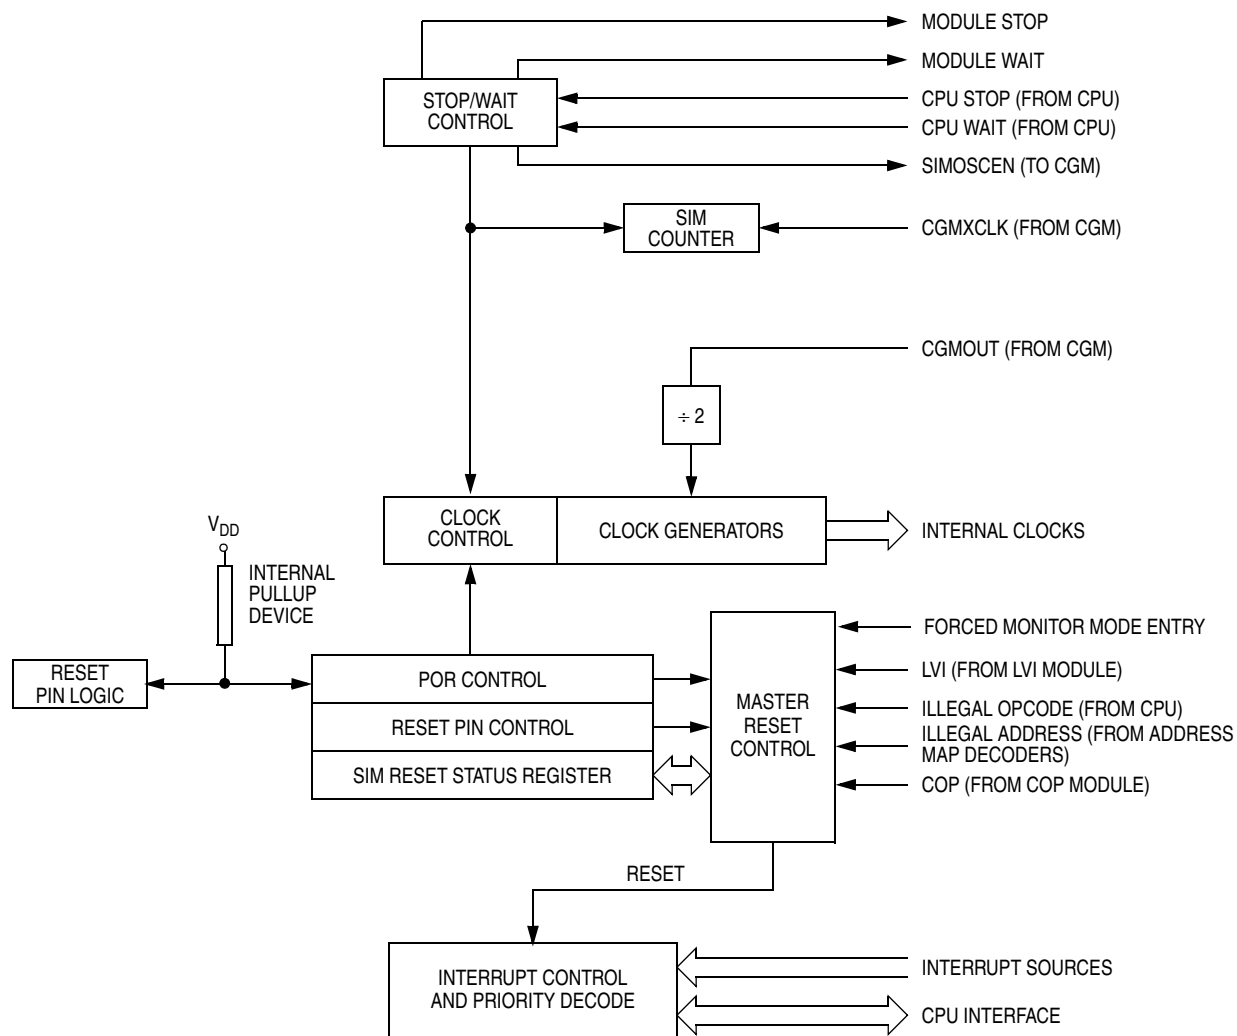 MODULE STOP
MODULE WAIT
STOP/WAIT
CONTROL
CPU STOP (FROM CPU)
CPU WAIT (FROM CPU)
SIMOSCEN (TO CGM)
SIM
COUNTER
CGMXCLK (FROM CGM)
CGMOUT (FROM CGM)
÷ 2
CLOCK
CONTROL
CLOCK GENERATORS
INTERNAL CLOCKS
VDD
INTERNAL
PULLUP
DEVICE
FORCED MONITOR MODE ENTRY
RESET
PIN LOGIC
POR CONTROL
LVI (FROM LVI MODULE)
RESET PIN CONTROL
MASTER
RESET
CONTROL
ILLEGAL OPCODE (FROM CPU)
ILLEGAL ADDRESS (FROM ADDRESS
MAP DECODERS)
SIM RESET STATUS REGISTER
COP (FROM COP MODULE)
RESET
INTERRUPT CONTROL
AND PRIORITY DECODE
INTERRUPT SOURCES
CPU INTERFACE